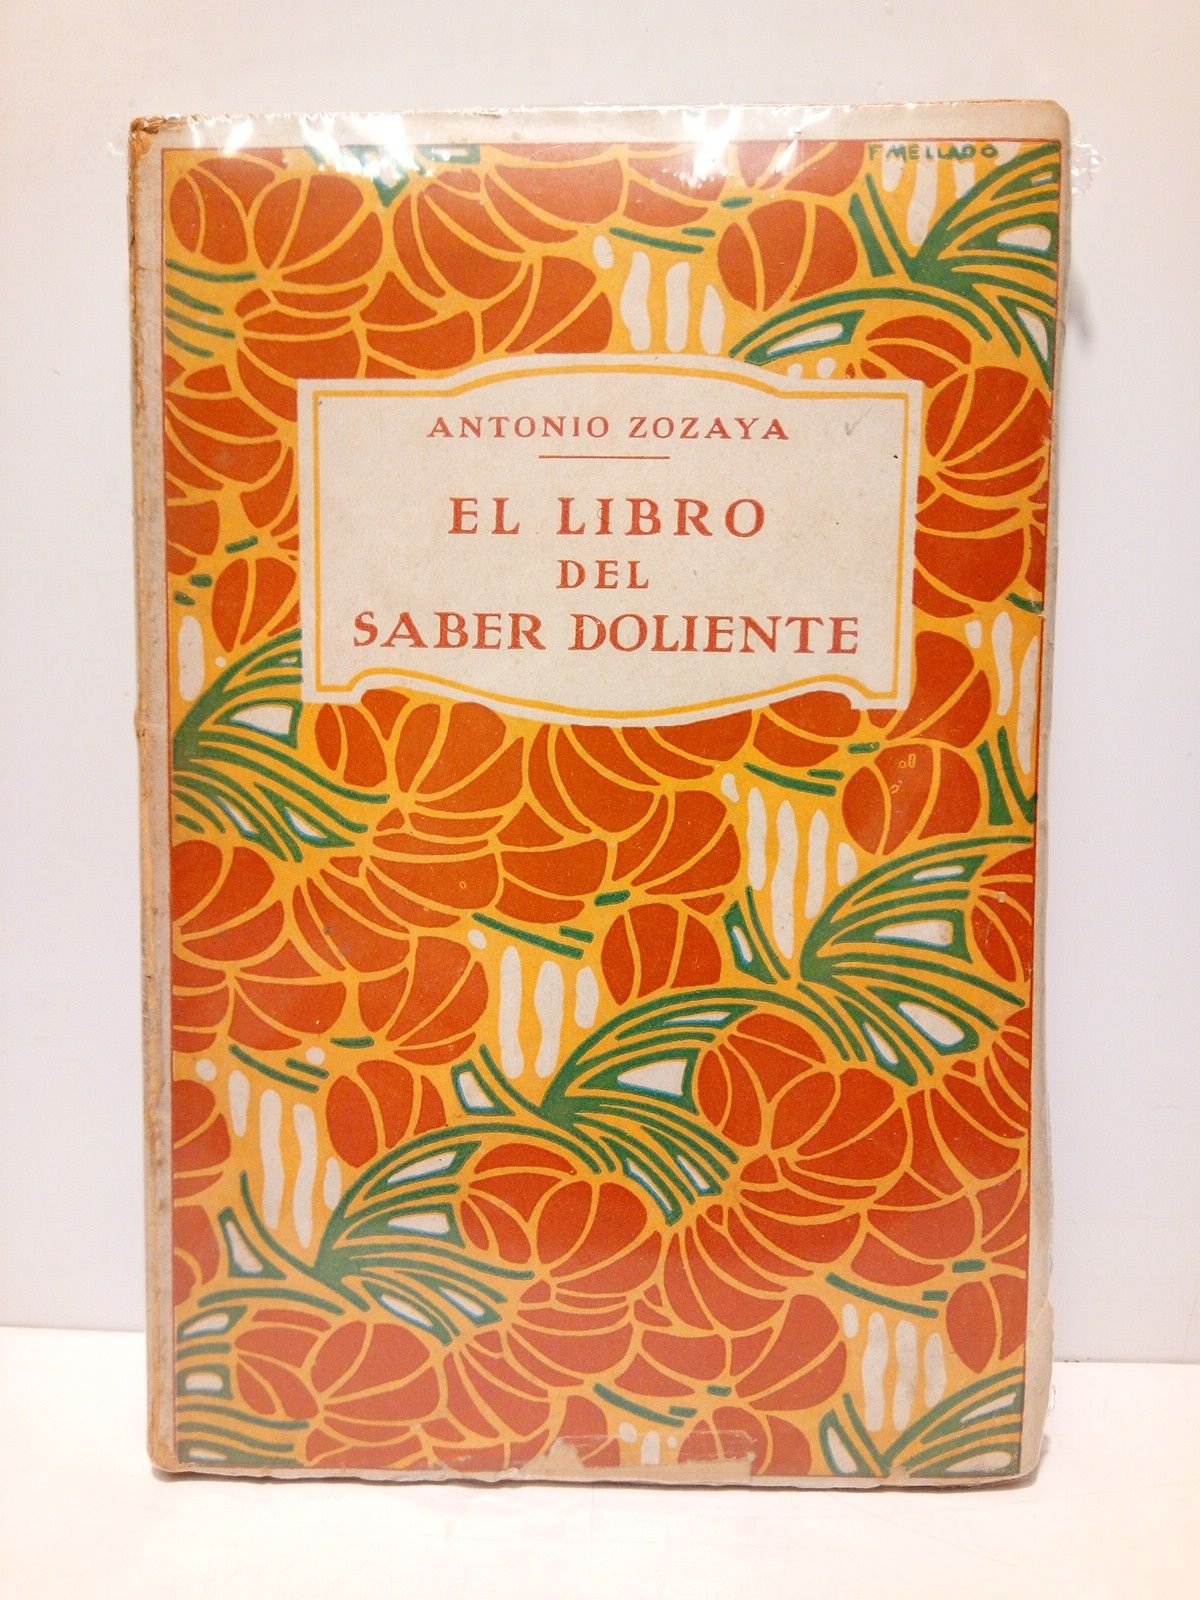 F MELLADO
ANTONIO ZOZAYA
EL LIBRO
DEL
SABER DOLIENTE